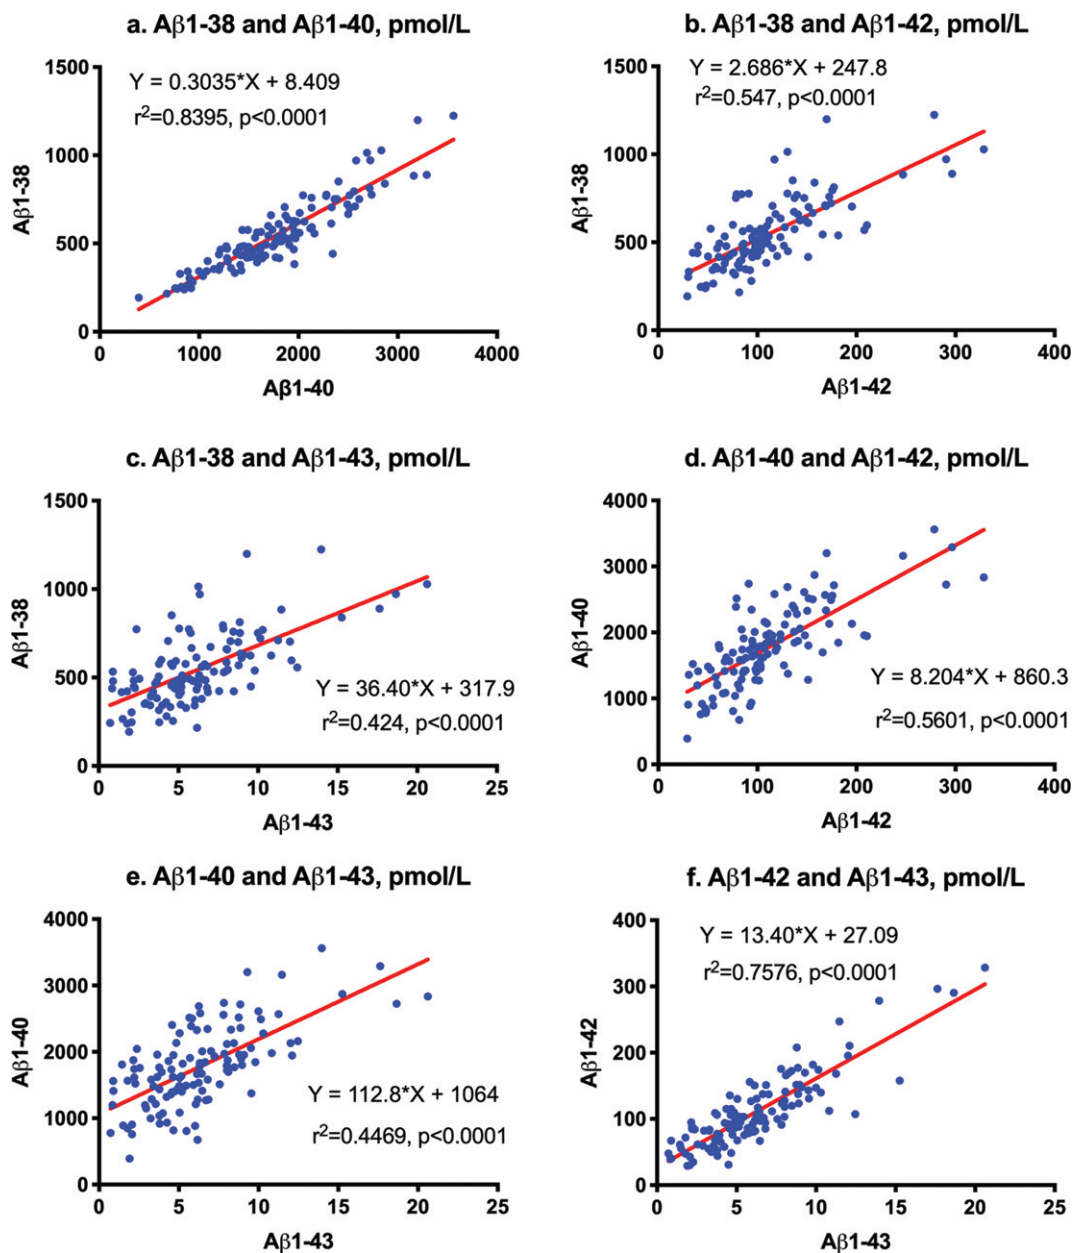 a. Aβ1-38 and Aβ1-40, pmol/L
Y = 0.3035*X + 8.409
r²=0.8395, p<0.0001
Aβ1-38
1500
1000
500
0
0 1000 2000 3000 4000
Aβ1-40
b. Aβ1-38 and Aβ1-42, pmol/L
Y = 2.686*X + 247.8
r²=0.547, p<0.0001
Aβ1-38
1500
1000
500
0
0 100 200 300 400
Aβ1-42
c. Aβ1-38 and Aβ1-43, pmol/L
Aβ1-38
1500
1000
500
0
Y = 36.40*X + 317.9
r²=0.424, p<0.0001
0 5 10 15 20 25
Aβ1-43
d. Aβ1-40 and Aβ1-42, pmol/L
Aβ1-40
4000
3000
2000
1000
0
Y = 8.204*X + 860.3
r²=0.5601, p<0.0001
0 100 200 300 400
Aβ1-42
e. Aβ1-40 and Aβ1-43, pmol/L
Aβ1-40
4000
3000
2000
1000
0
Y = 112.8*X + 1064
r²=0.4469, p<0.0001
0 5 10 15 20 25
Aβ1-43
f. Aβ1-42 and Aβ1-43, pmol/L
Y = 13.40*X + 27.09
r²=0.7576, p<0.0001
Aβ1-42
400
300
200
100
0
0 5 10 15 20 25
Aβ1-43